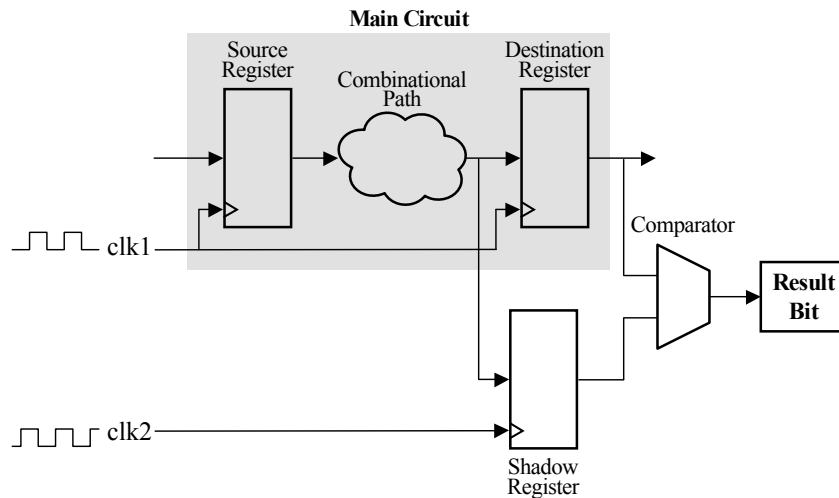 Main Circuit
Source
Register
Combinational
Path
Destination
Register
clk1
Comparator
Result
Bit
clk2
Shadow
Register